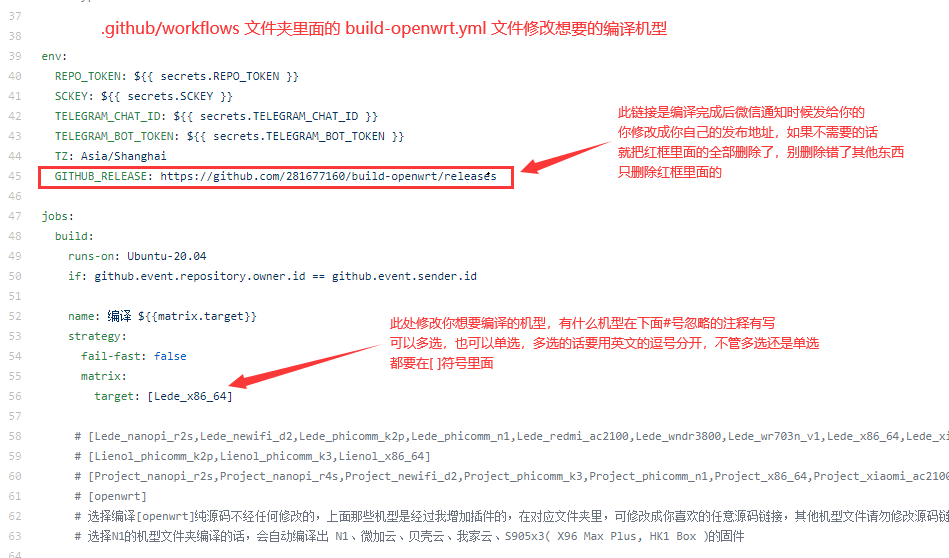 37
.github/workflows 文件夹里面的 build-openwrt.yml 文件修改想要的编译机型
38
39 env:
40 REPO_TOKEN: ${{ secrets.REPO_TOKEN }}
41 SCKEY: ${{ secrets.SCKEY }}
42 TELEGRAM_CHAT_ID: ${{ secrets.TELEGRAM_CHAT_ID }}
43 TELEGRAM_BOT_TOKEN: ${{ secrets.TELEGRAM_BOT_TOKEN }}
44 TZ: Asia/Shanghai
45 GITHUB_RELEASE: https://github.com/281677160/build-openwrt/releases
此链接是编译完成后微信通知时候发给你的
你修改成你自己的发布地址，如果不需要的话
就把红框里面的全部删除了，别删除错了其他东西
只删除红框里面的
46
47 jobs:
48 build:
49 runs-on: Ubuntu-20.04
50 if: github.event.repository.owner.id == github.event.sender.id
51
52 name: 编译 ${{matrix.target}}
53 strategy:
54 fail-fast: false
55 matrix:
56 target: [Lede_x86_64]
此处修改你想要编译的机型，有什么机型在下面#号忽略的注释有写
可以多选，也可以单选，多选的话要用英文的逗号分开，不管多选还是单选
都要在[ ]符号里面
57
58 # [Lede_nanopi_r2s,Lede_newifi_d2,Lede_phicomm_k2p,Lede_phicomm_n1,Lede_redmi_ac2100,Lede_wndr3800,Lede_wr703n_v1,Lede_x86_64,Lede_xi
59 # [Lienol_phicomm_k2p,Lienol_phicomm_k3,Lienol_x86_64]
60 # [Project_nanopi_r2s,Project_nanopi_r4s,Project_newifi_d2,Project_phicomm_k3,Project_phicomm_n1,Project_x86_64,Project_xiaomi_ac2100
61 # [openwrt]
62 # 选择编译[openwrt]纯源码不经任何修改的，上面那些机型是经过我增加插件的，在对应文件夹里，可修改成你喜欢的任意源码链接，其他机型文件请勿修改源码链
63 # 选择N1的机型文件夹编译的话，会自动编译出 N1、微加云、贝壳云、我家云、S905x3( X96 Max Plus, HK1 Box )的固件
64